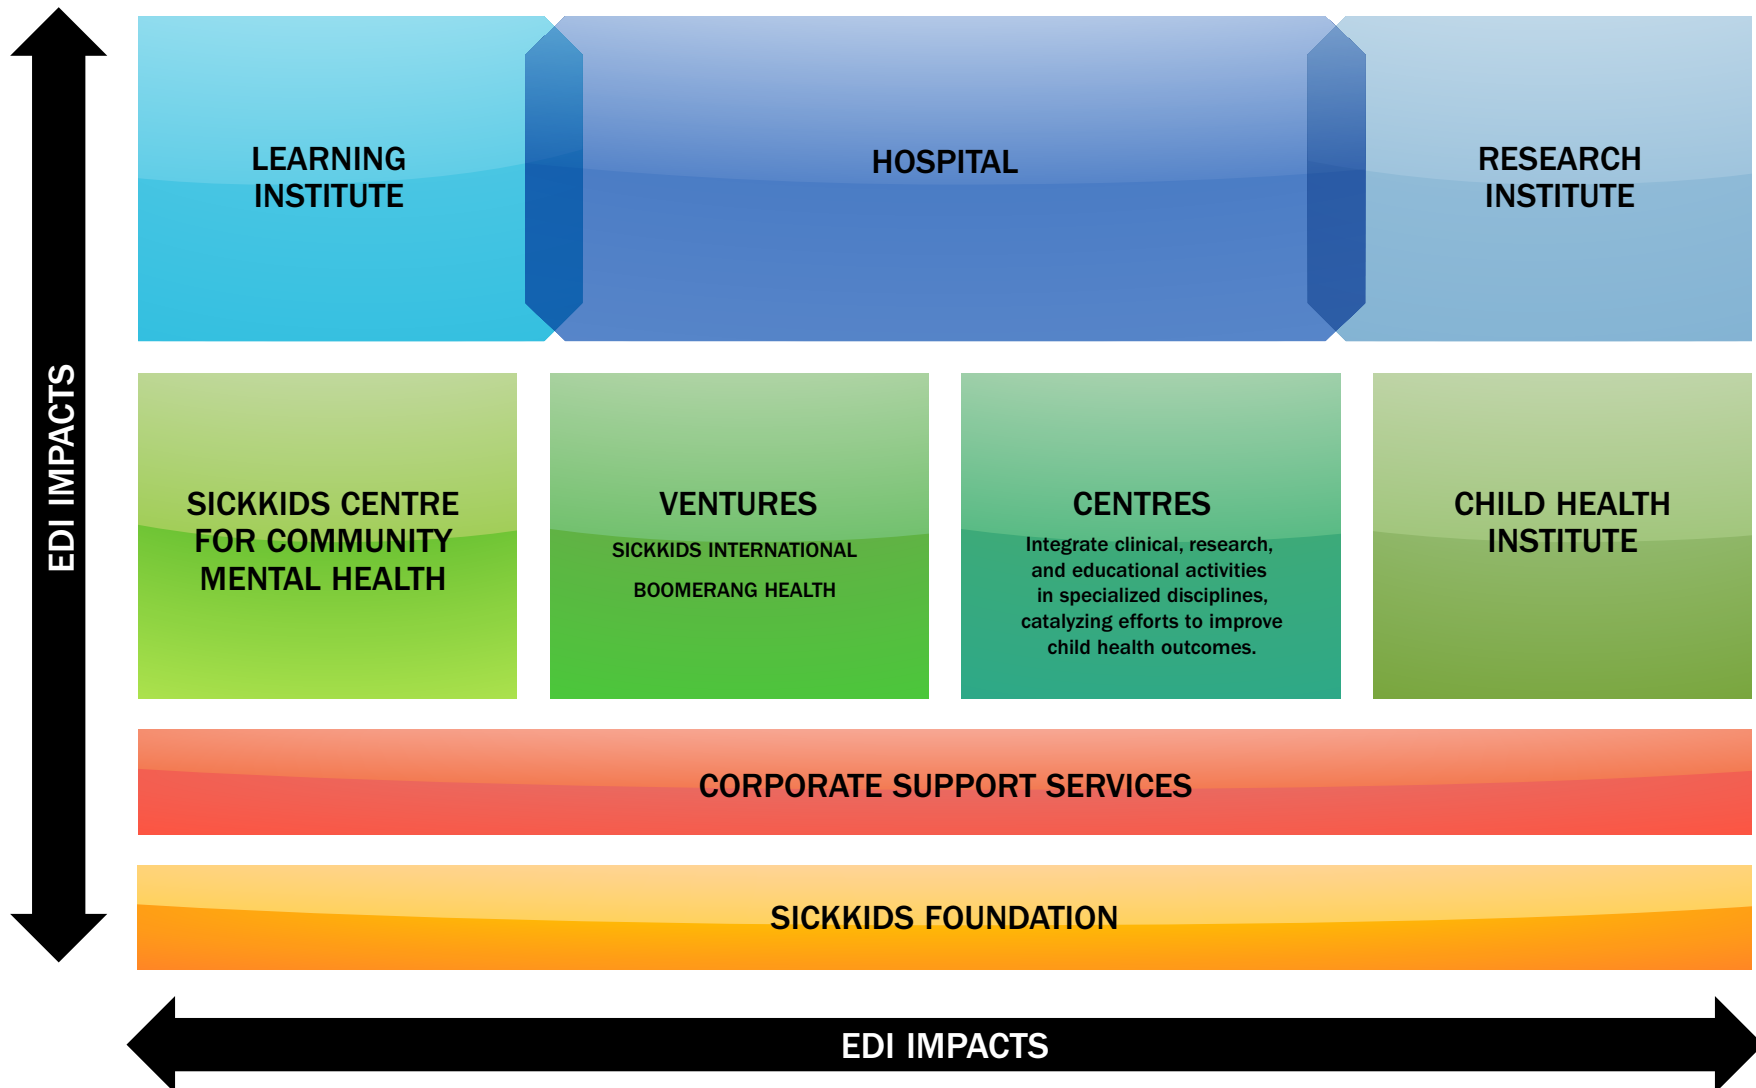 EDI IMPACTS
LEARNING
INSTITUTE
HOSPITAL
RESEARCH
INSTITUTE
SICKKIDS CENTRE
FOR COMMUNITY
MENTAL HEALTH
VENTURES
SICKKIDS INTERNATIONAL
BOOMERANG HEALTH
CENTRES
Integrate clinical, research,
and educational activities
in specialized disciplines,
catalyzing efforts to improve
child health outcomes.
CHILD HEALTH
INSTITUTE
CORPORATE SUPPORT SERVICES
SICKKIDS FOUNDATION
EDI IMPACTS